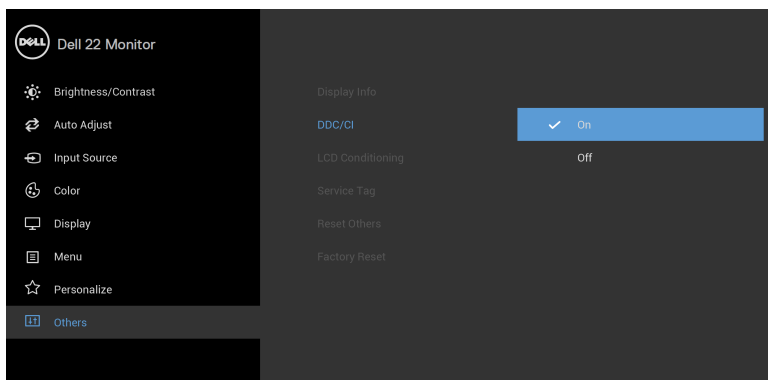 DELL Dell 22 Monitor
Brightness/Contrast
Auto Adjust
Input Source
Color
Display
Menu
Personalize
Others
Display Info
DDC/CI
LCD Conditioning
Service Tag
Reset Others
Factory Reset
On
Off